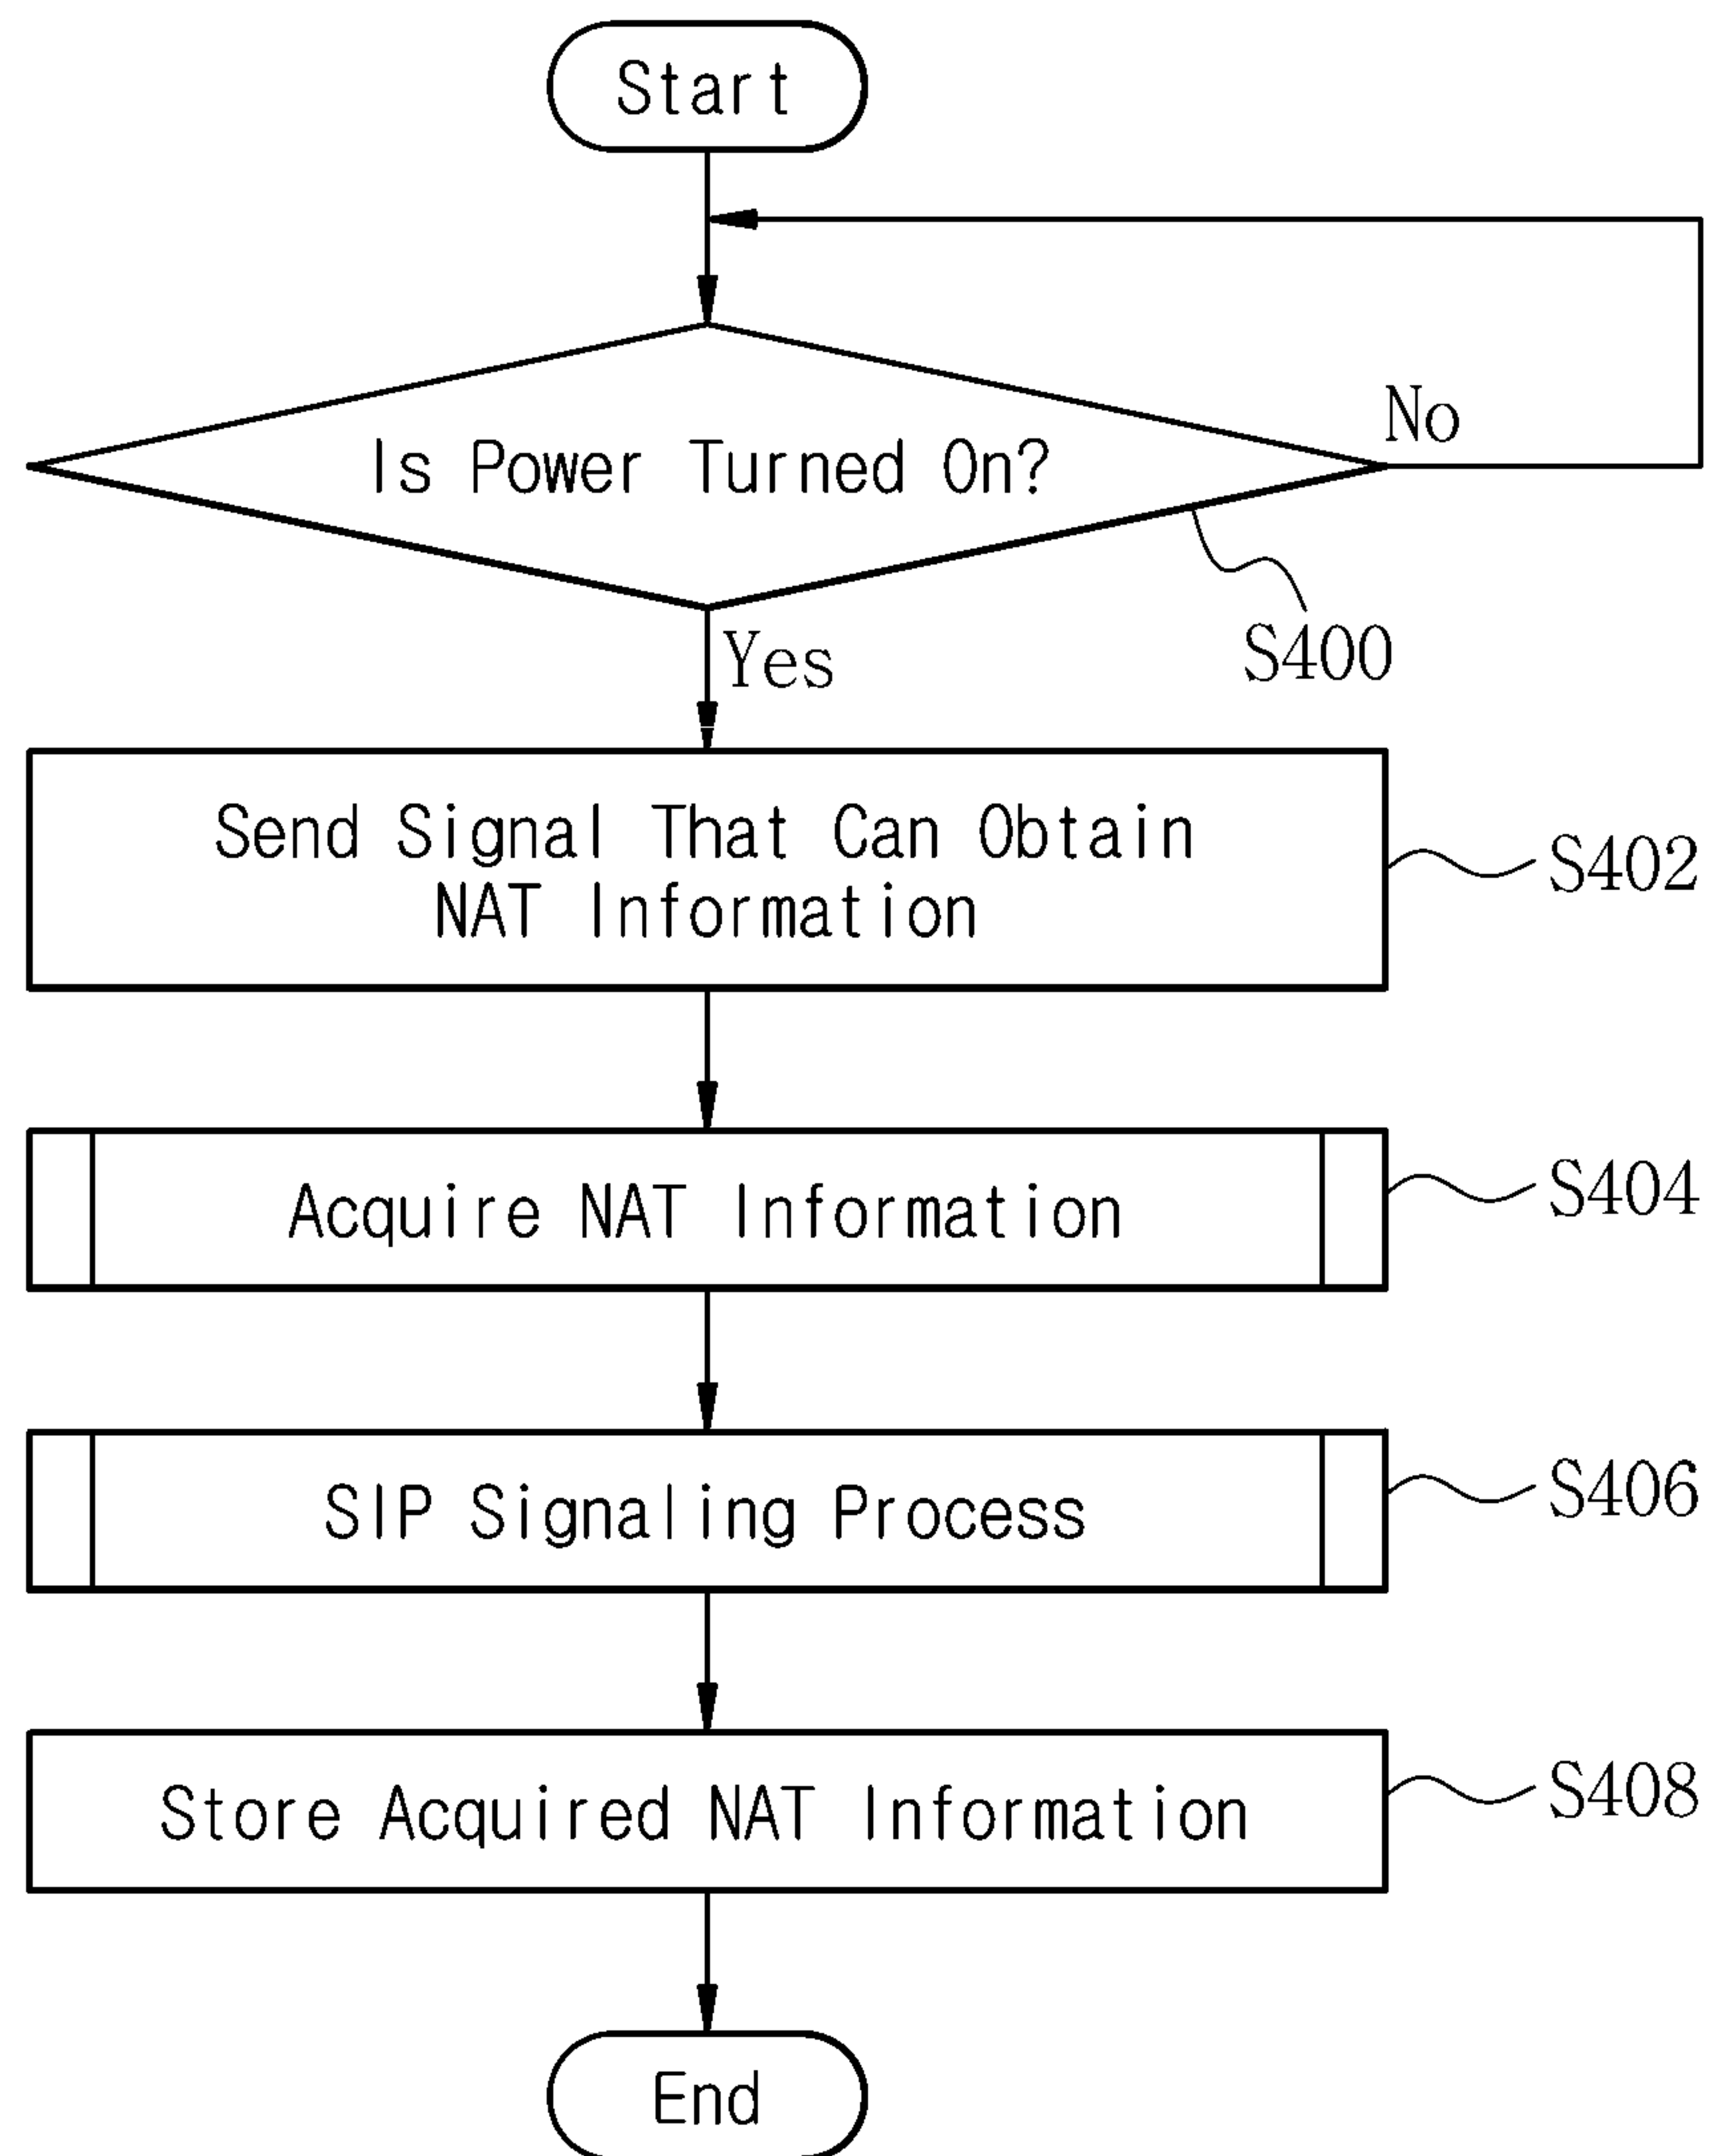 Start
Is Power Turned On?
No
S400
Yes
Send Signal That Can Obtain
NAT Information
S402
Acquire NAT Information
S404
SIP Signaling Process
S406
Store Acquired NAT Information
S408
End